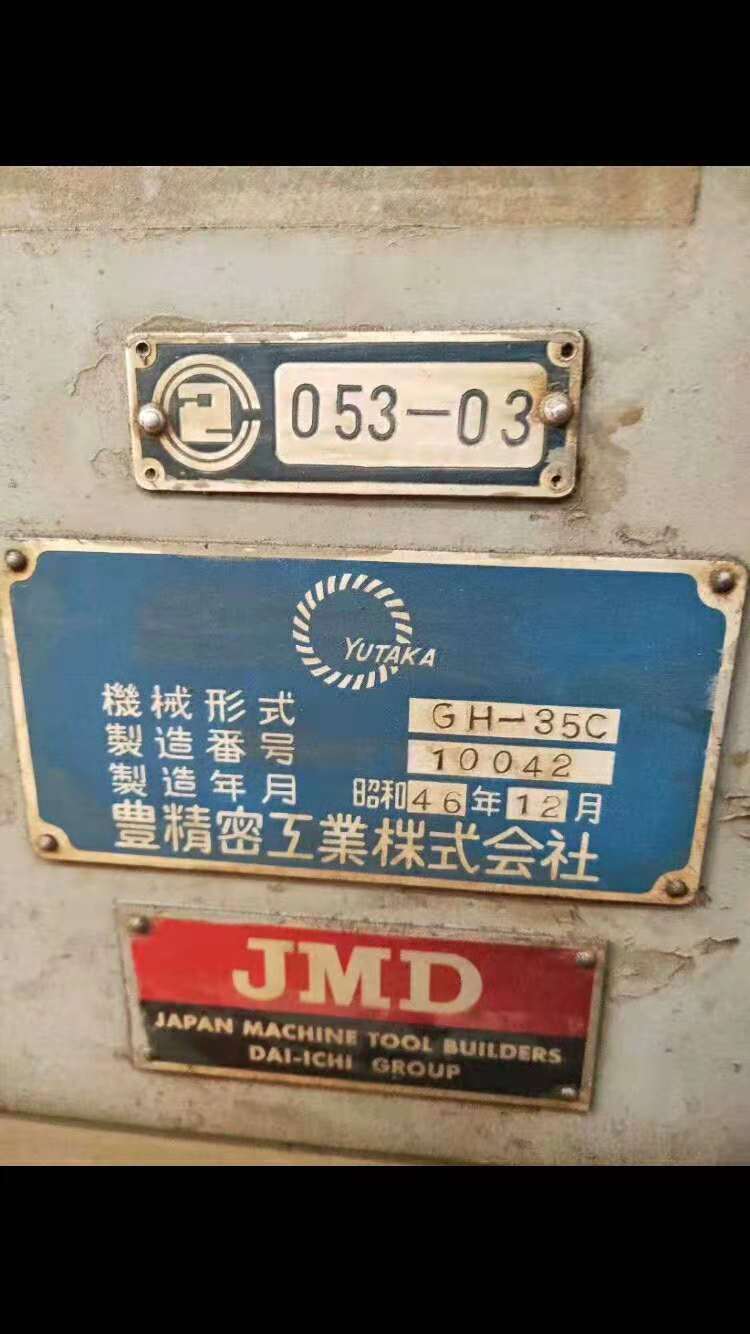 053-03
YUTAKA
機械形式 GH-35C
製造番号 10042
製造年月 昭和46年12月
豊精密工業株式会社
JMD
JAPAN MACHINE TOOL BUILDERS
DAI-ICHI GROUP